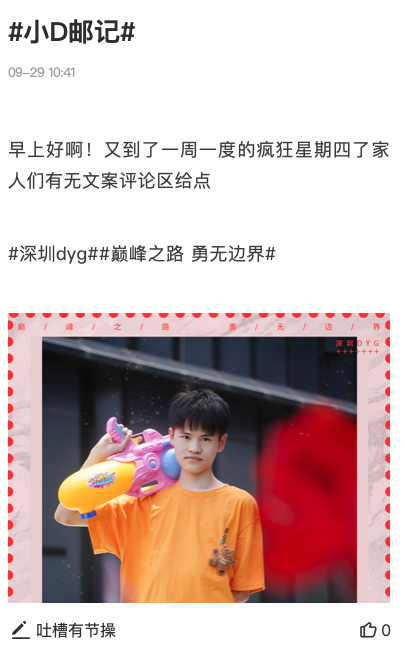 #小D邮记#
09-29 10:41
早上好啊！又到了一周一度的疯狂星期四了家
人们有无文案评论区给点
#深圳dyg##巅峰之路 勇无边界#
巅 / 峰 / 之 / 路 / 勇 / 无 / 边 / 界
深圳DYG
+++++++
吐槽有节操
0